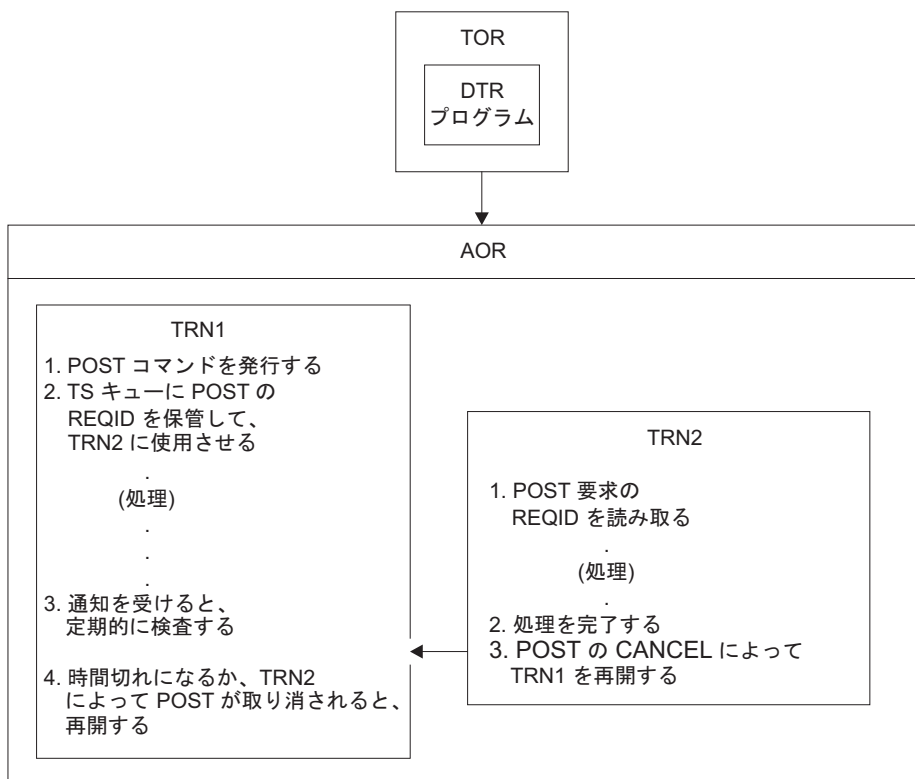 TOR
DTR
プログラム
AOR
TRN1
1. POST コマンドを発行する
2. TS キューに POST の
REQID を保管して、
TRN2 に使用させる
.
(処理)
.
.
.
3. 通知を受けると、
定期的に検査する
4. 時間切れになるか、TRN2
によって POST が取り消されると、
再開する
TRN2
1. POST 要求の
REQID を読み取る
.
(処理)
.
2. 処理を完了する
3. POST の CANCEL によって
TRN1 を再開する